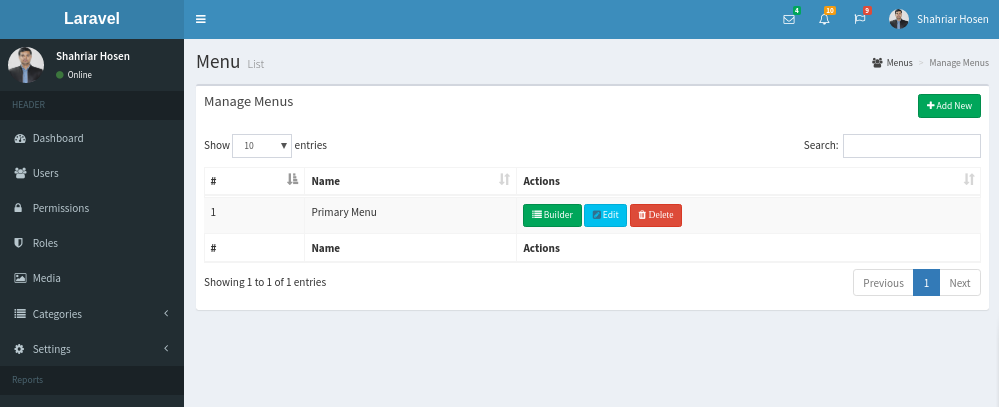 Laravel
4
10
9
Shahriar Hosen
Shahriar Hosen
Online
HEADER
Dashboard
Users
Permissions
Roles
Media
Categories
Settings
Reports
Menu List
Menus > Manage Menus
Manage Menus
Add New
Show 10 entries
Search:
# Name Actions
1 Primary Menu Builder Edit Delete
# Name Actions
Showing 1 to 1 of 1 entries
Previous 1 Next